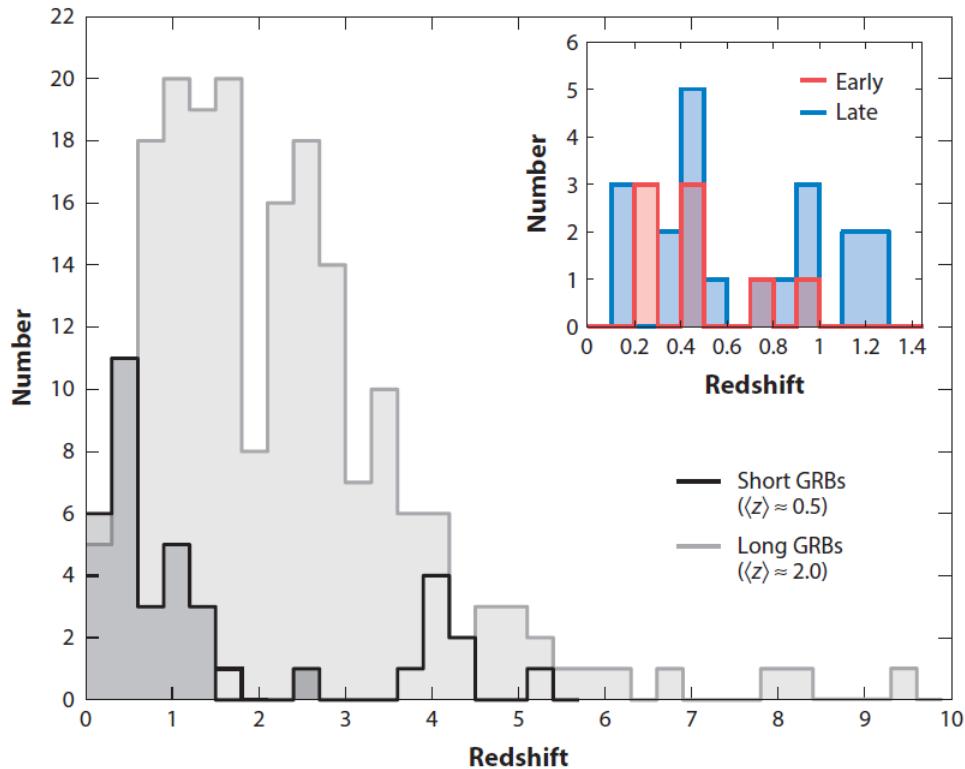 22
20
18
16
14
12
10
8
6
4
2
0
Number
0 1 2 3 4 5 6 7 8 9 10
Redshift
6
5
4
3
2
1
0
Number
Early
Late
0 0.2 0.4 0.6 0.8 1 1.2 1.4
Redshift
Short GRBs
(⟨z⟩ ≈ 0.5)
Long GRBs
(⟨z⟩ ≈ 2.0)